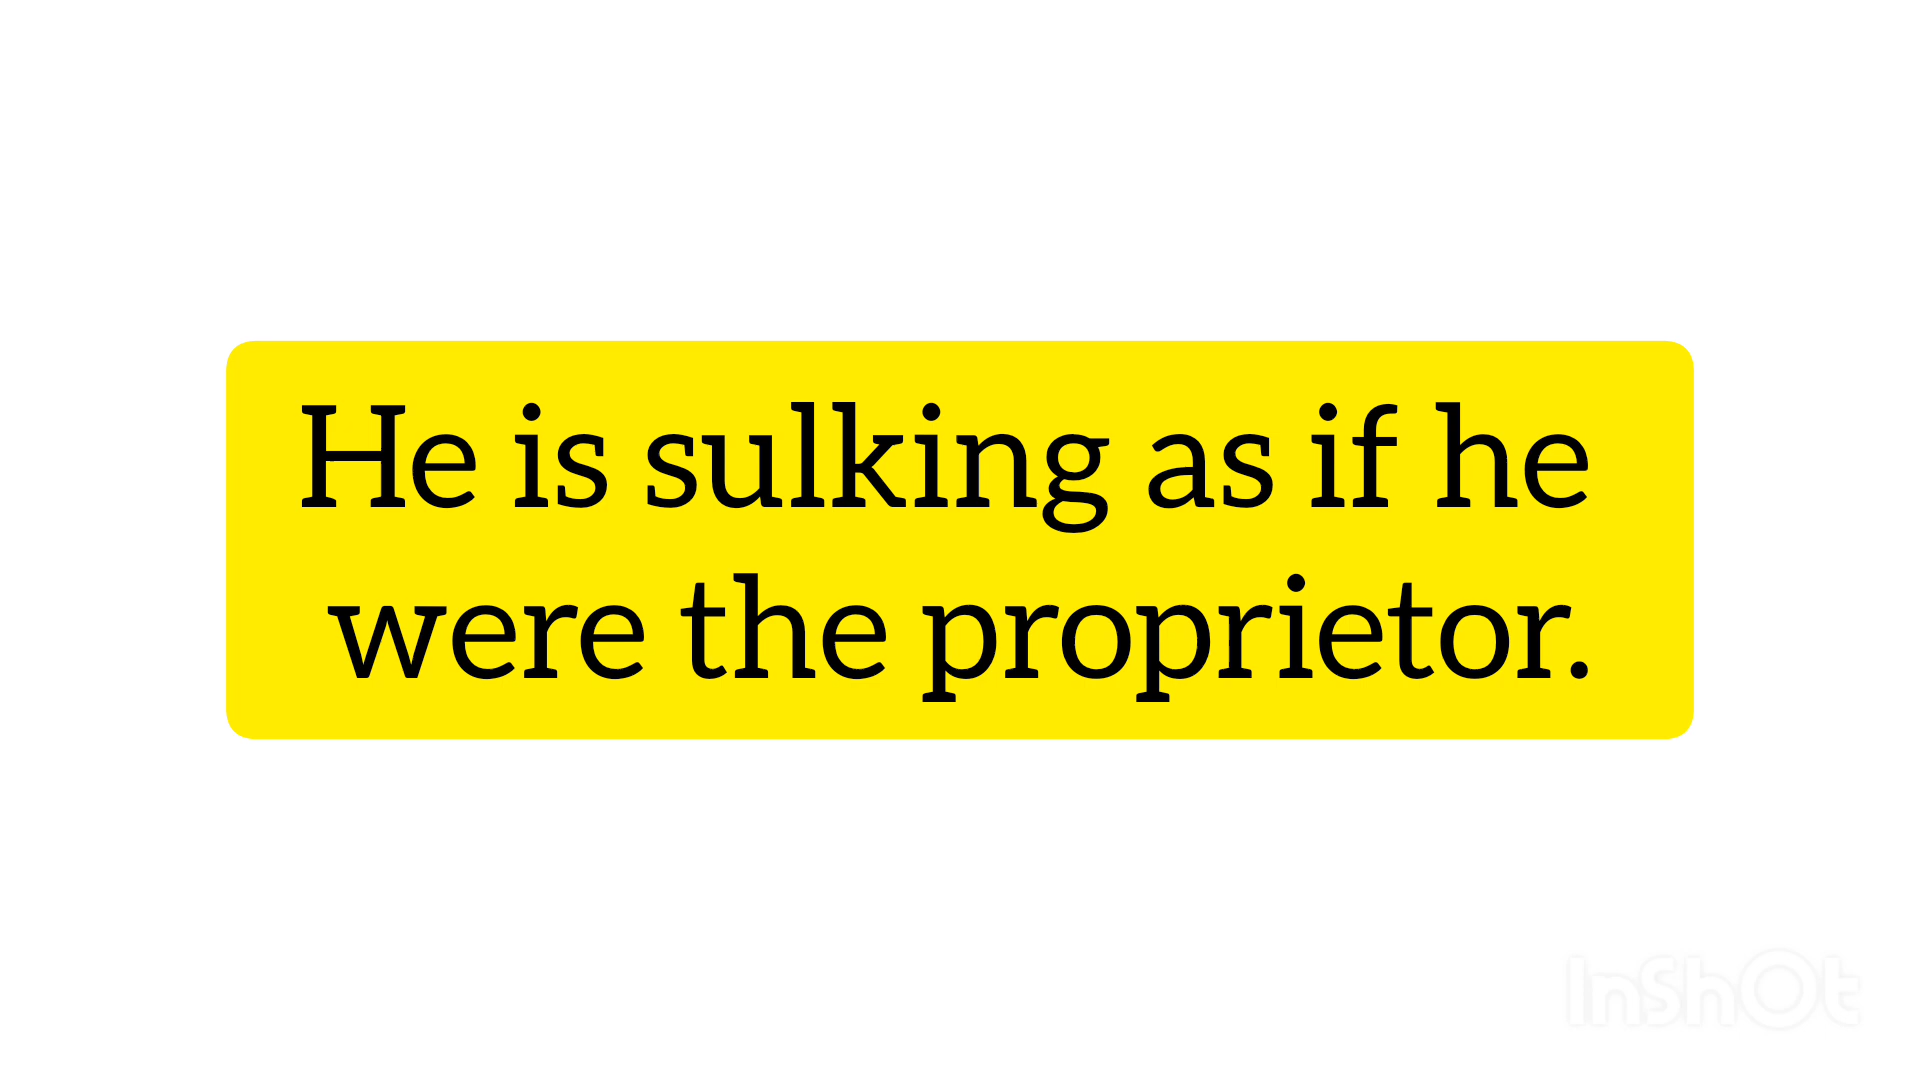 He is sulking as if he
were the proprietor.
InShOt